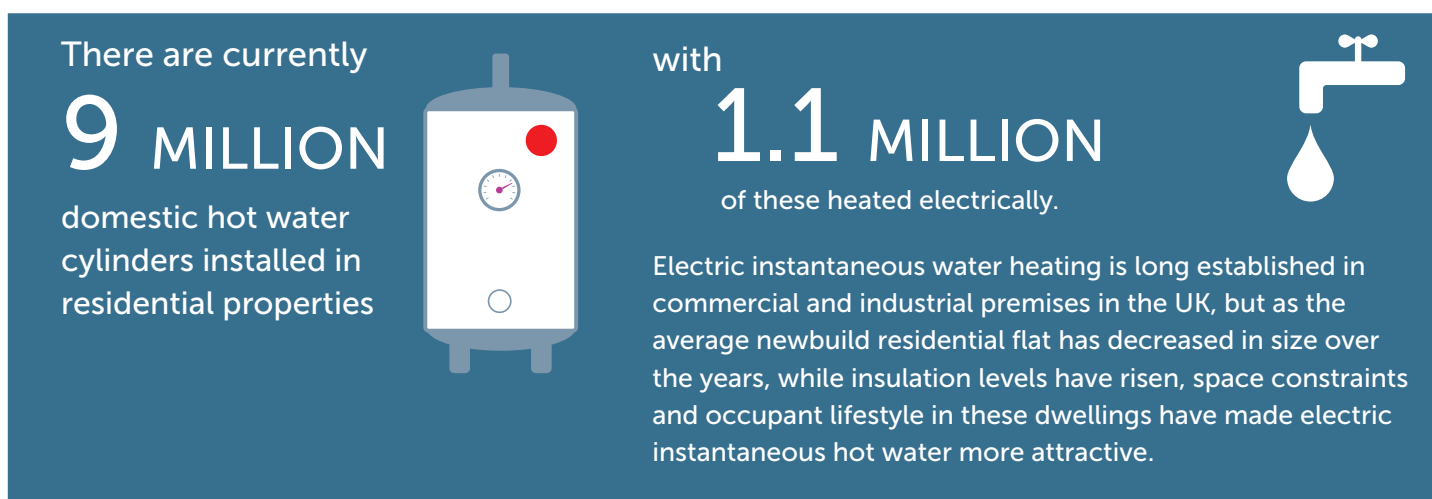 There are currently
9 MILLION
domestic hot water
cylinders installed in
residential properties
with
1.1 MILLION
of these heated electrically.
Electric instantaneous water heating is long established in
commercial and industrial premises in the UK, but as the
average newbuild residential flat has decreased in size over
the years, while insulation levels have risen, space constraints
and occupant lifestyle in these dwellings have made electric
instantaneous hot water more attractive.